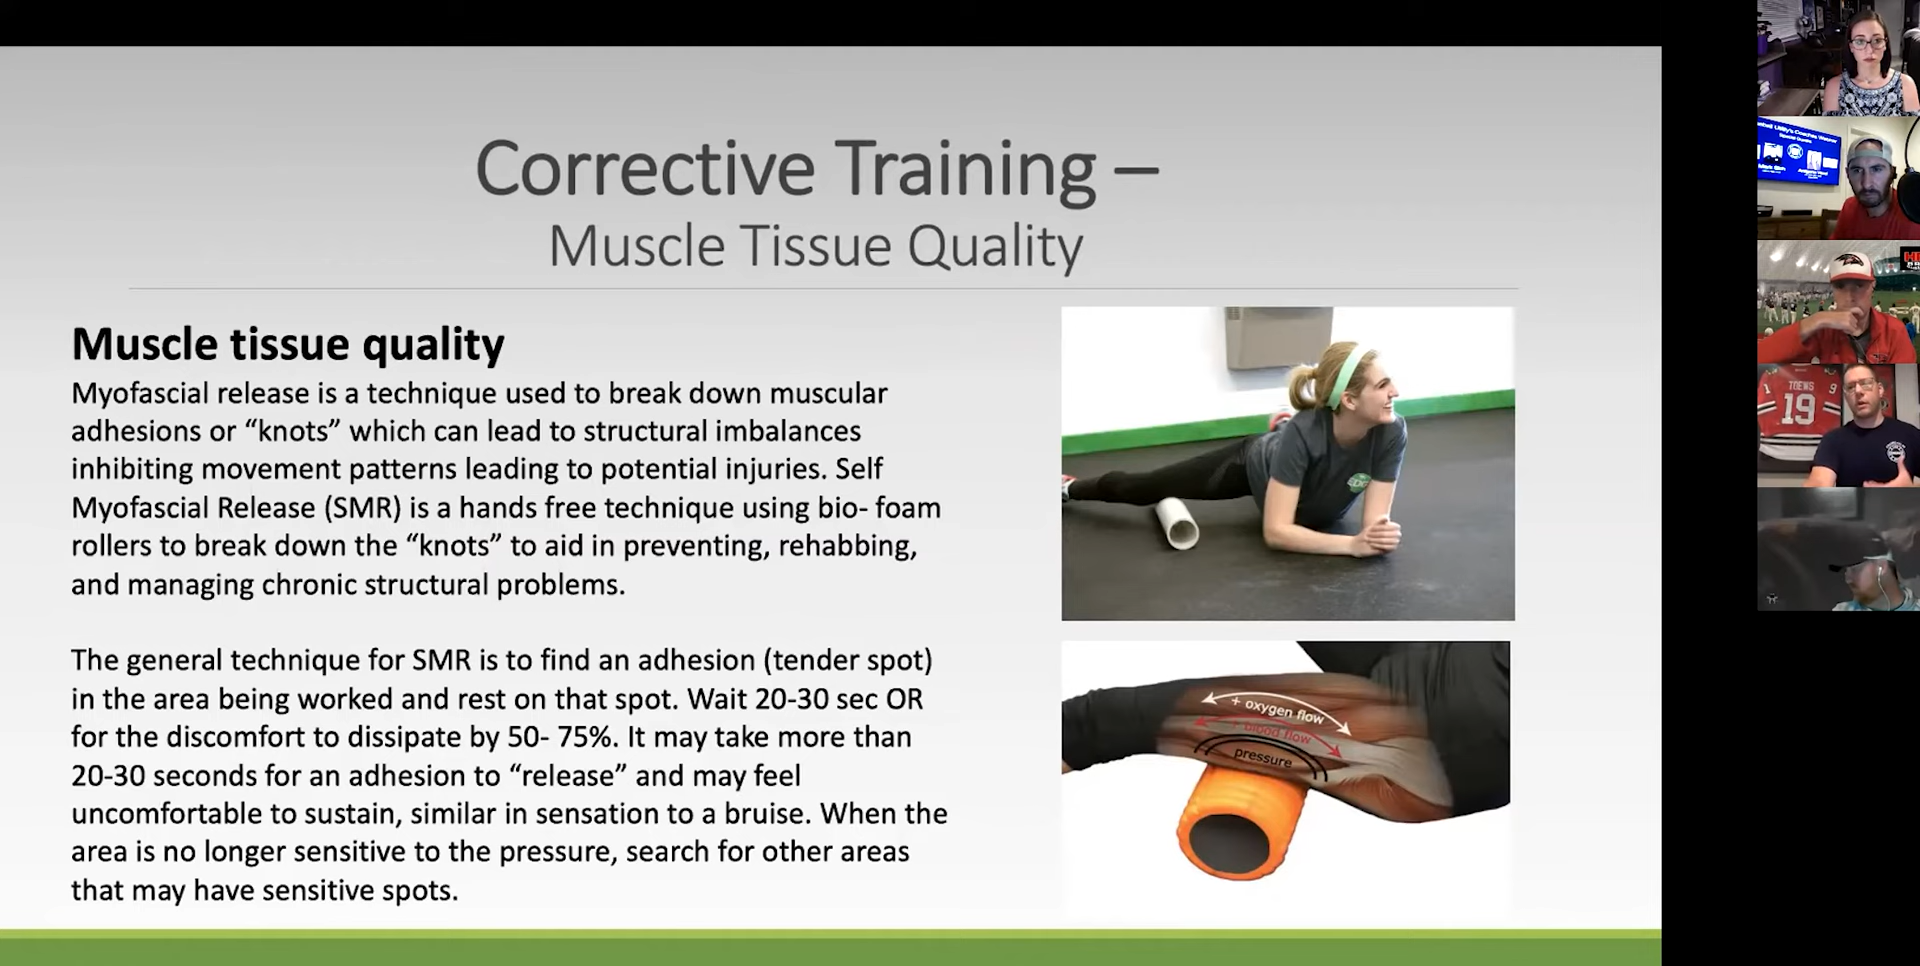 Corrective Training –
Muscle Tissue Quality
Muscle tissue quality
Myofascial release is a technique used to break down muscular
adhesions or “knots” which can lead to structural imbalances
inhibiting movement patterns leading to potential injuries. Self
Myofascial Release (SMR) is a hands free technique using bio- foam
rollers to break down the “knots” to aid in preventing, rehabbing,
and managing chronic structural problems.
The general technique for SMR is to find an adhesion (tender spot)
in the area being worked and rest on that spot. Wait 20-30 sec OR
for the discomfort to dissipate by 50- 75%. It may take more than
20-30 seconds for an adhesion to “release” and may feel
uncomfortable to sustain, similar in sensation to a bruise. When the
area is no longer sensitive to the pressure, search for other areas
that may have sensitive spots.
+ oxygen flow
+ blood flow
pressure
TOEWS
1 9
19